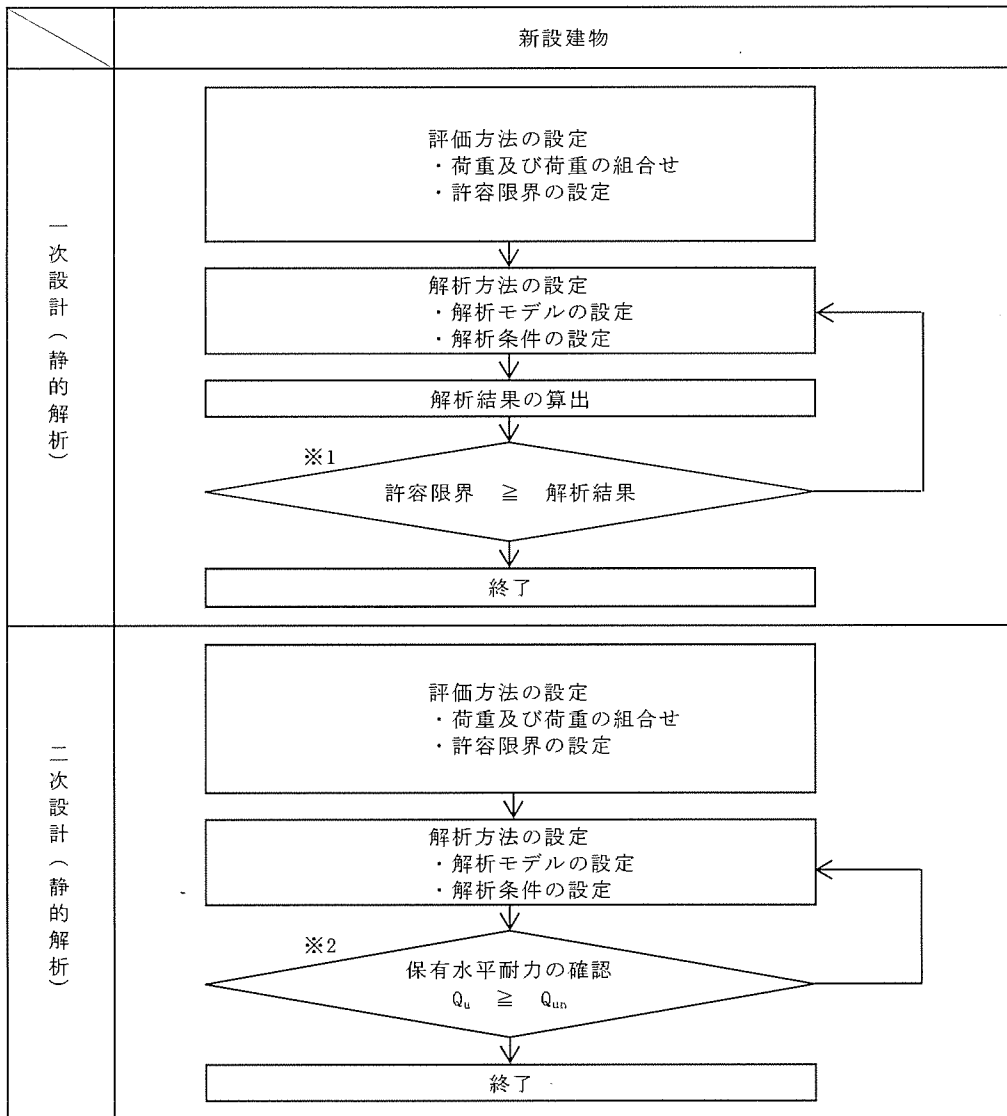 新設建物
一次設計（静的解析）
評価方法の設定
・荷重及び荷重の組合せ
・許容限界の設定
解析方法の設定
・解析モデルの設定
・解析条件の設定
解析結果の算出
※1
許容限界 ≧ 解析結果
終了
二次設計（静的解析）
評価方法の設定
・荷重及び荷重の組合せ
・許容限界の設定
解析方法の設定
・解析モデルの設定
・解析条件の設定
※2
保有水平耐力の確認
Qu ≧ Qun
終了